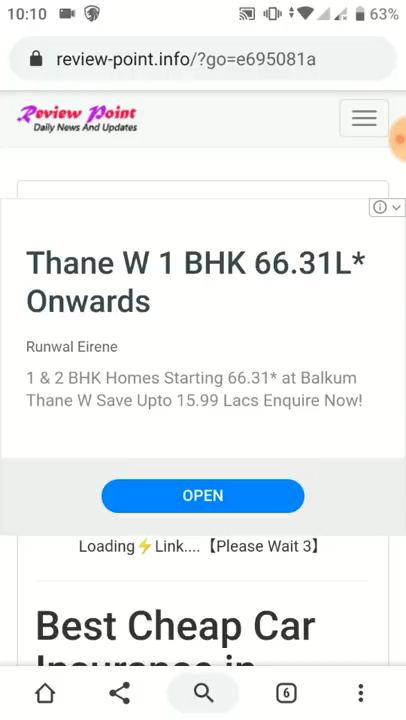 10:10
63%
review-point.info/?go=e695081a
Review Point
Daily News And Updates
Thane W 1 BHK 66.31L*
Onwards
Runwal Eirene
1 & 2 BHK Homes Starting 66.31* at Balkum
Thane W Save Upto 15.99 Lacs Enquire Now!
OPEN
Loading⚡Link....【Please Wait 3】
Best Cheap Car
Insurance in
6